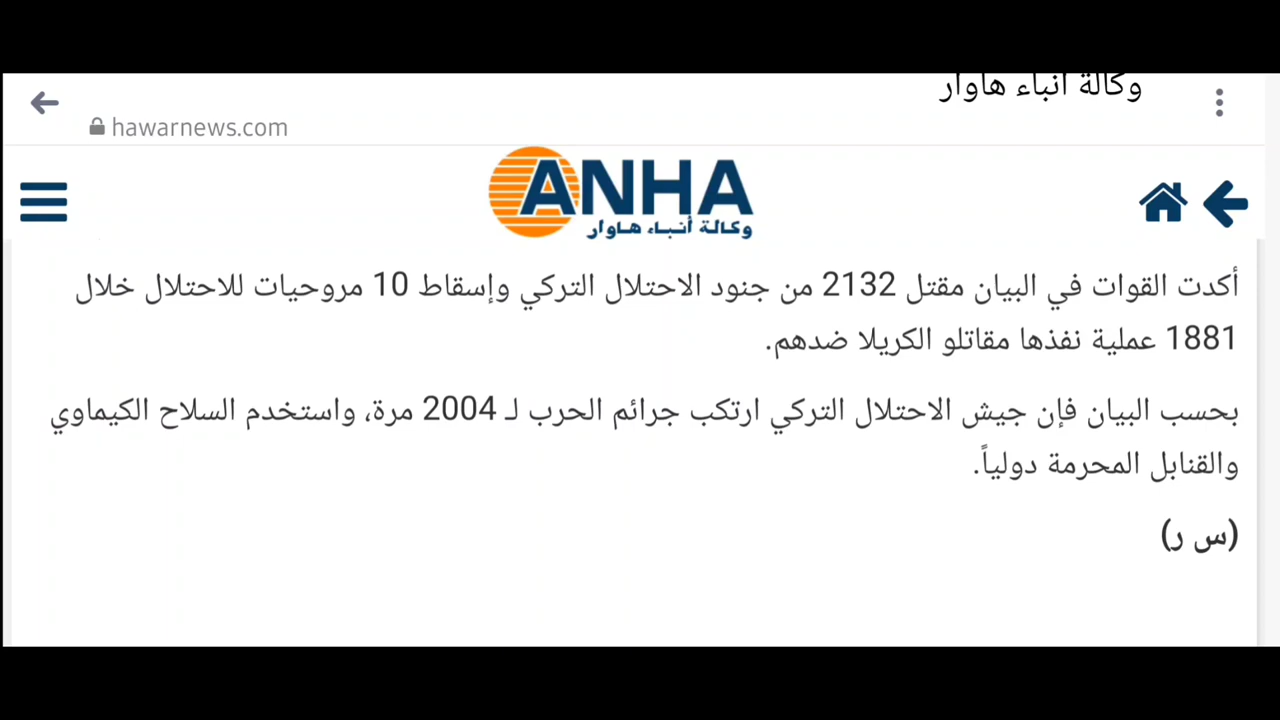 وكالة أنباء هاوار
hawarnews.com
ANHA
وكالة أنباء هاوار
أكدت القوات في البيان مقتل 2132 من جنود الاحتلال التركي وإسقاط 10 مروحيات للاحتلال خلال
1881 عملية نفذها مقاتلو الكريلا ضدهم.
بحسب البيان فإن جيش الاحتلال التركي ارتكب جرائم الحرب لـ 2004 مرة، واستخدم السلاح الكيماوي
والقنابل المحرمة دولياً.
(س ر)